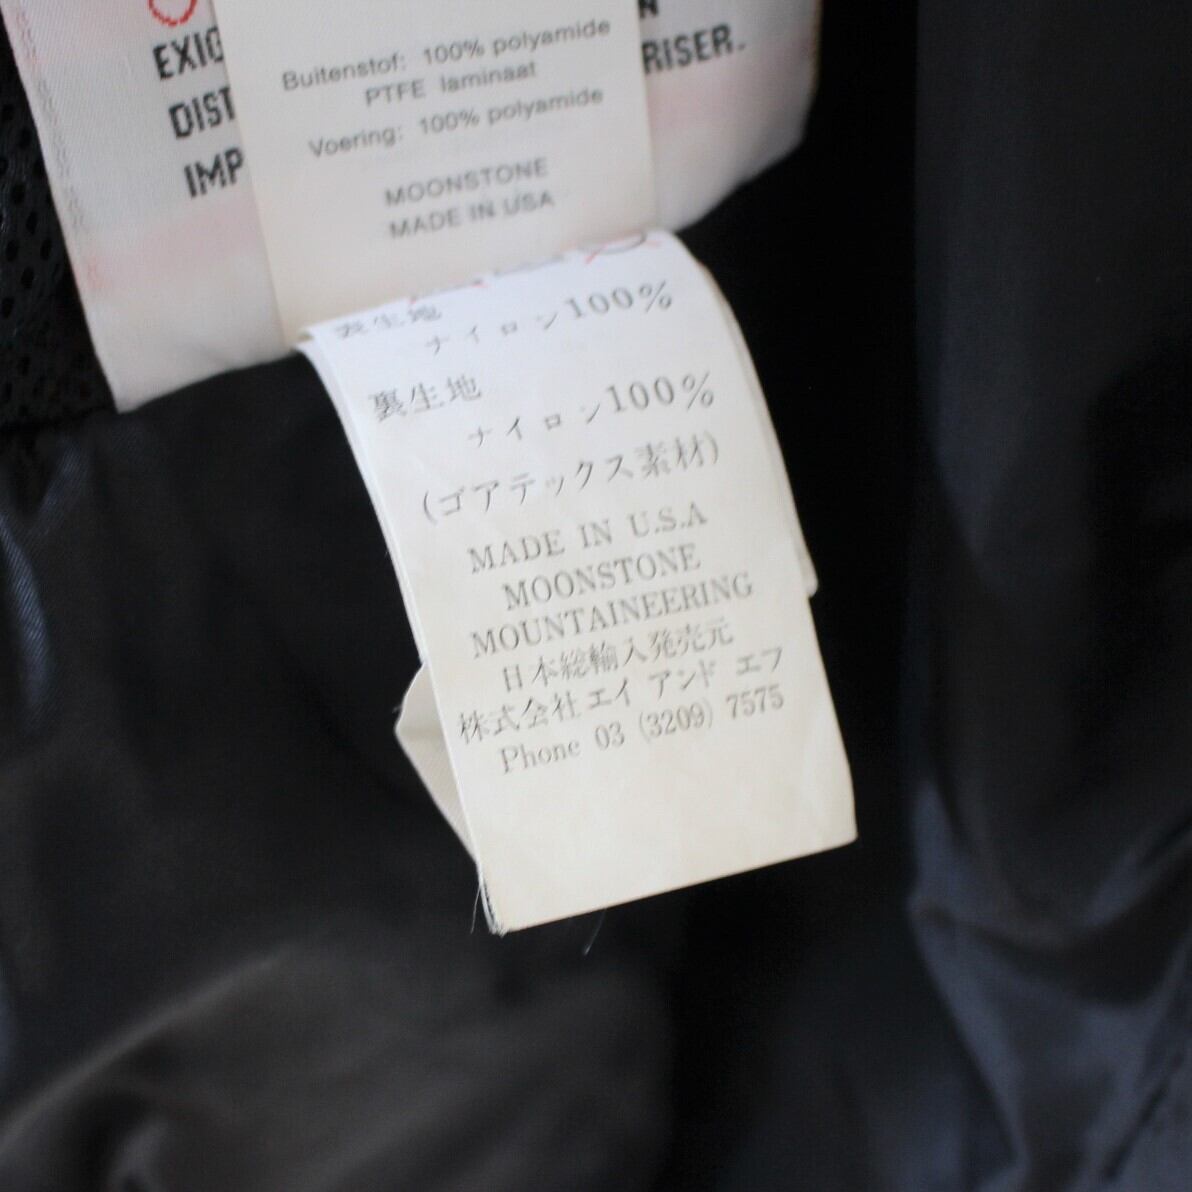 EXIG
DIST
IMP
N
RISER.
Buitenstof: 100% polyamide
PTFE laminaat
Voering: 100% polyamide
MOONSTONE
MADE IN USA
表生地
ナイロン100%
裏生地
ナイロン100%
(ゴアテックス素材)
MADE IN U.S.A
MOONSTONE
MOUNTAINEERING
日本総輸入発売元
株式会社エイ アンド エフ
Phone 03 (3209) 7575